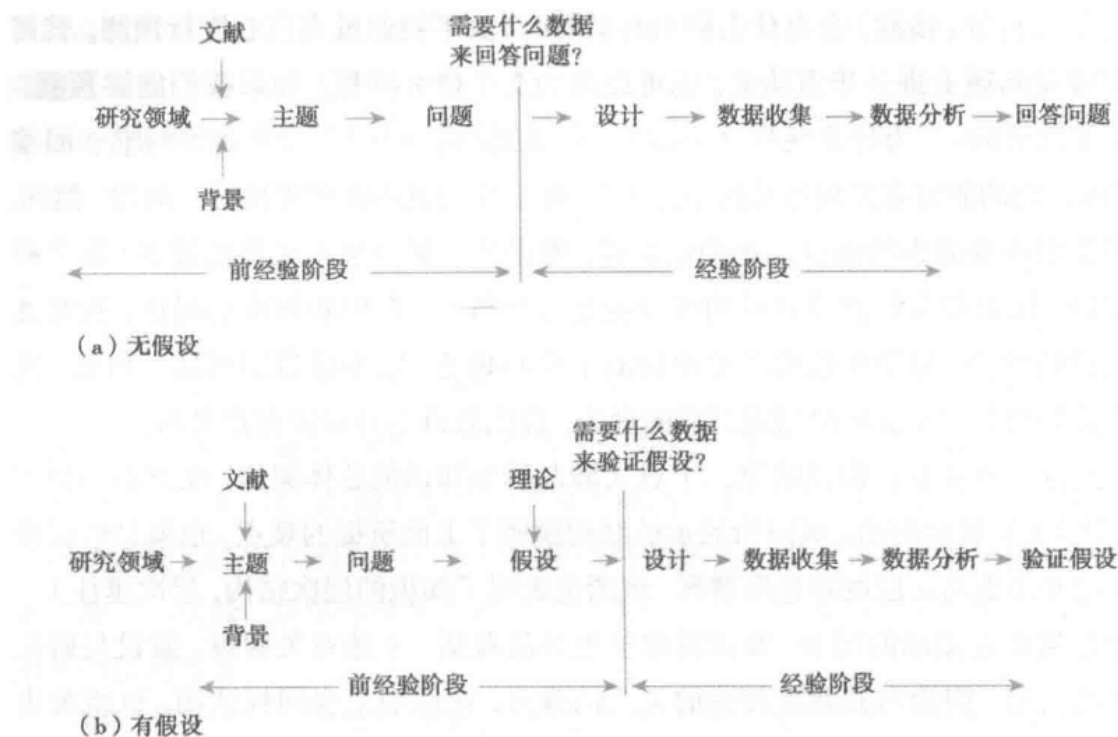 需要什么数据
文献
来回答问题?
研究领域 主题 问题 设计 数据收集 数据分析 回答问题
背景
前经验阶段 经验阶段
(a)无假设
需要什么数据
来验证假设?
文献 理论
研究领域 主题 问题 假设 设计 数据收集 数据分析 验证假设
背景
前经验阶段 经验阶段
(b)有假设